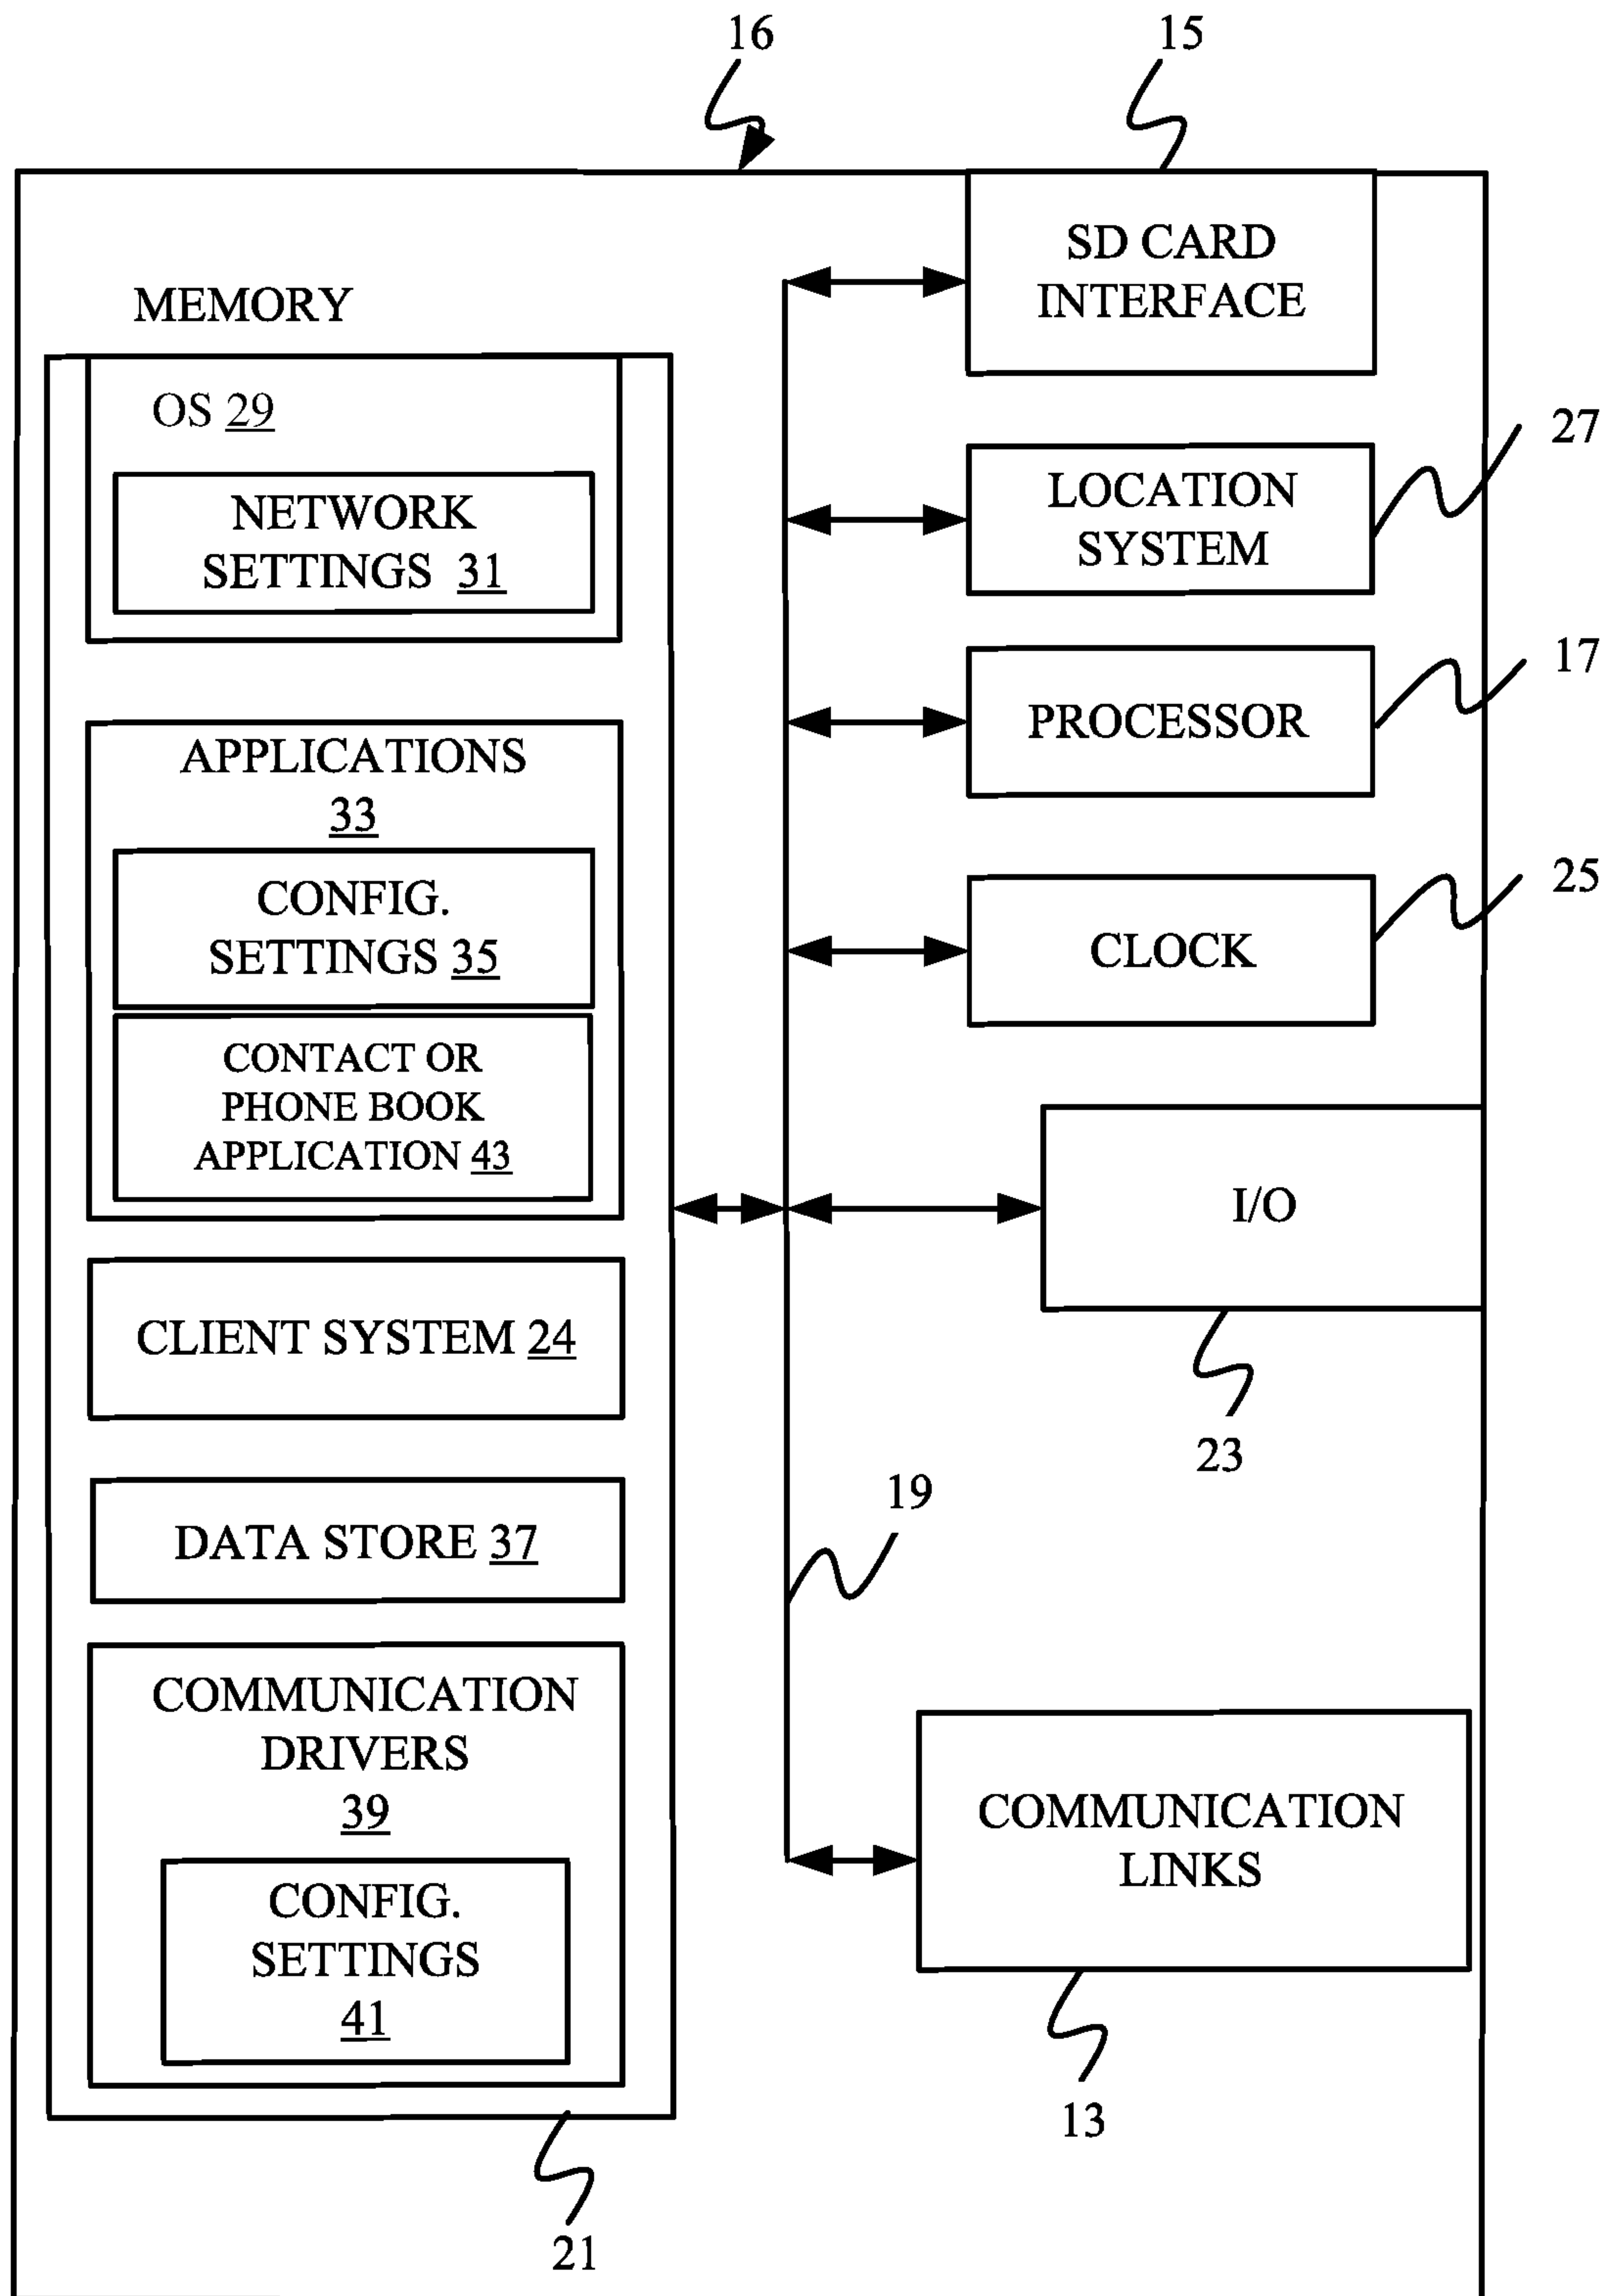 16
15
MEMORY
OS 29
NETWORK
SETTINGS 31
APPLICATIONS
33
CONFIG.
SETTINGS 35
CONTACT OR
PHONE BOOK
APPLICATION 43
CLIENT SYSTEM 24
DATA STORE 37
COMMUNICATION
DRIVERS
39
CONFIG.
SETTINGS
41
21
SD CARD
INTERFACE
LOCATION
SYSTEM
27
PROCESSOR
17
CLOCK
25
I/O
23
19
COMMUNICATION
LINKS
13